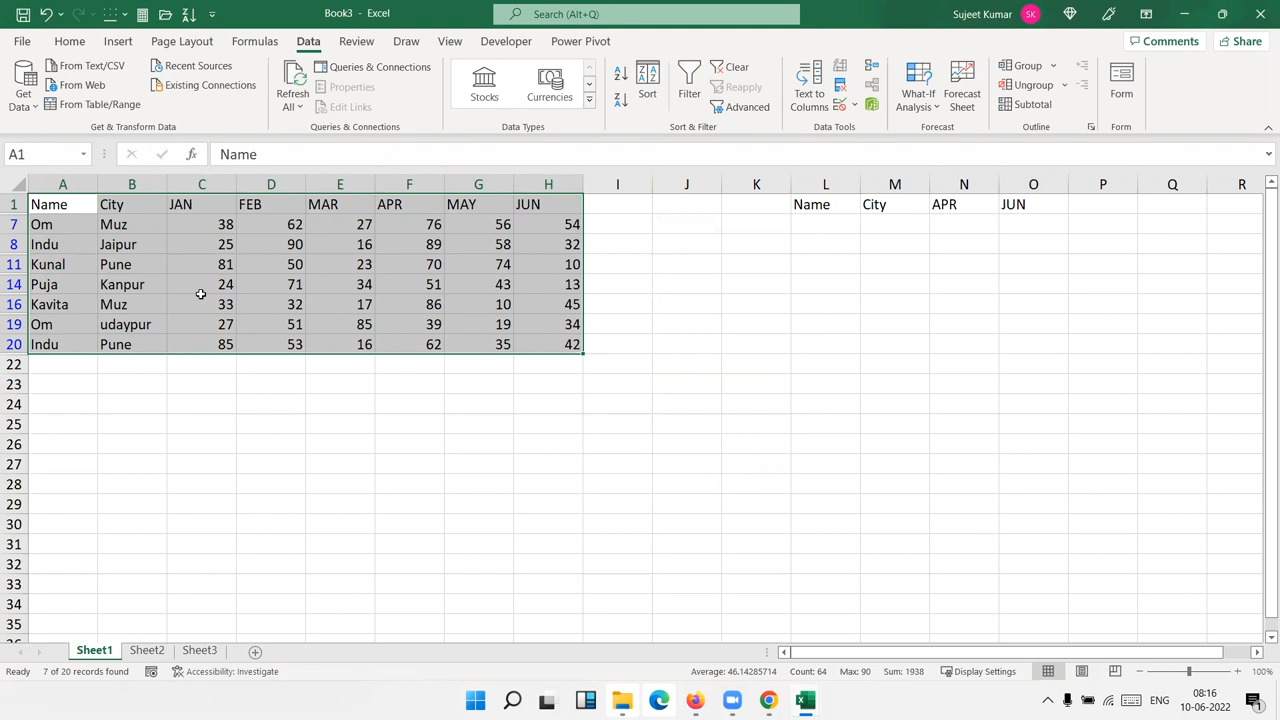 Book3 - Excel
Search (Alt+Q)
Sujeet Kumar SK
File Home Insert Page Layout Formulas Data Review Draw View Developer Power Pivot Comments Share
Get Data
From Text/CSV
From Web
From Table/Range
Recent Sources
Existing Connections
Get & Transform Data
Refresh All
Queries & Connections
Properties
Edit Links
Queries & Connections
Stocks Currencies
Data Types
Sort Filter
Clear
Reapply
Advanced
Sort & Filter
Text to Columns
Data Tools
What-If Analysis
Forecast Sheet
Forecast
Group
Ungroup
Subtotal
Outline
Form
Form
A1 fx Name
A B C D E F G H I J K L M N O P Q R
1 Name City JAN FEB MAR APR MAY JUN Name City APR JUN
7 Om Muz 38 62 27 76 56 54
8 Indu Jaipur 25 90 16 89 58 32
11 Kunal Pune 81 50 23 70 74 10
14 Puja Kanpur 24 71 34 51 43 13
16 Kavita Muz 33 32 17 86 10 45
19 Om udaypur 27 51 85 39 19 34
20 Indu Pune 85 53 16 62 35 42
22
23
24
25
26
27
28
29
30
31
32
33
34
35
Sheet1 Sheet2 Sheet3
Ready 7 of 20 records found Accessibility: Investigate Average: 46.14285714 Count: 64 Max: 90 Sum: 1938 Display Settings 100%
ENG 08:16
10-06-2022